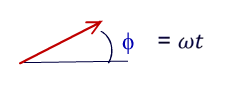 ϕ = ωt